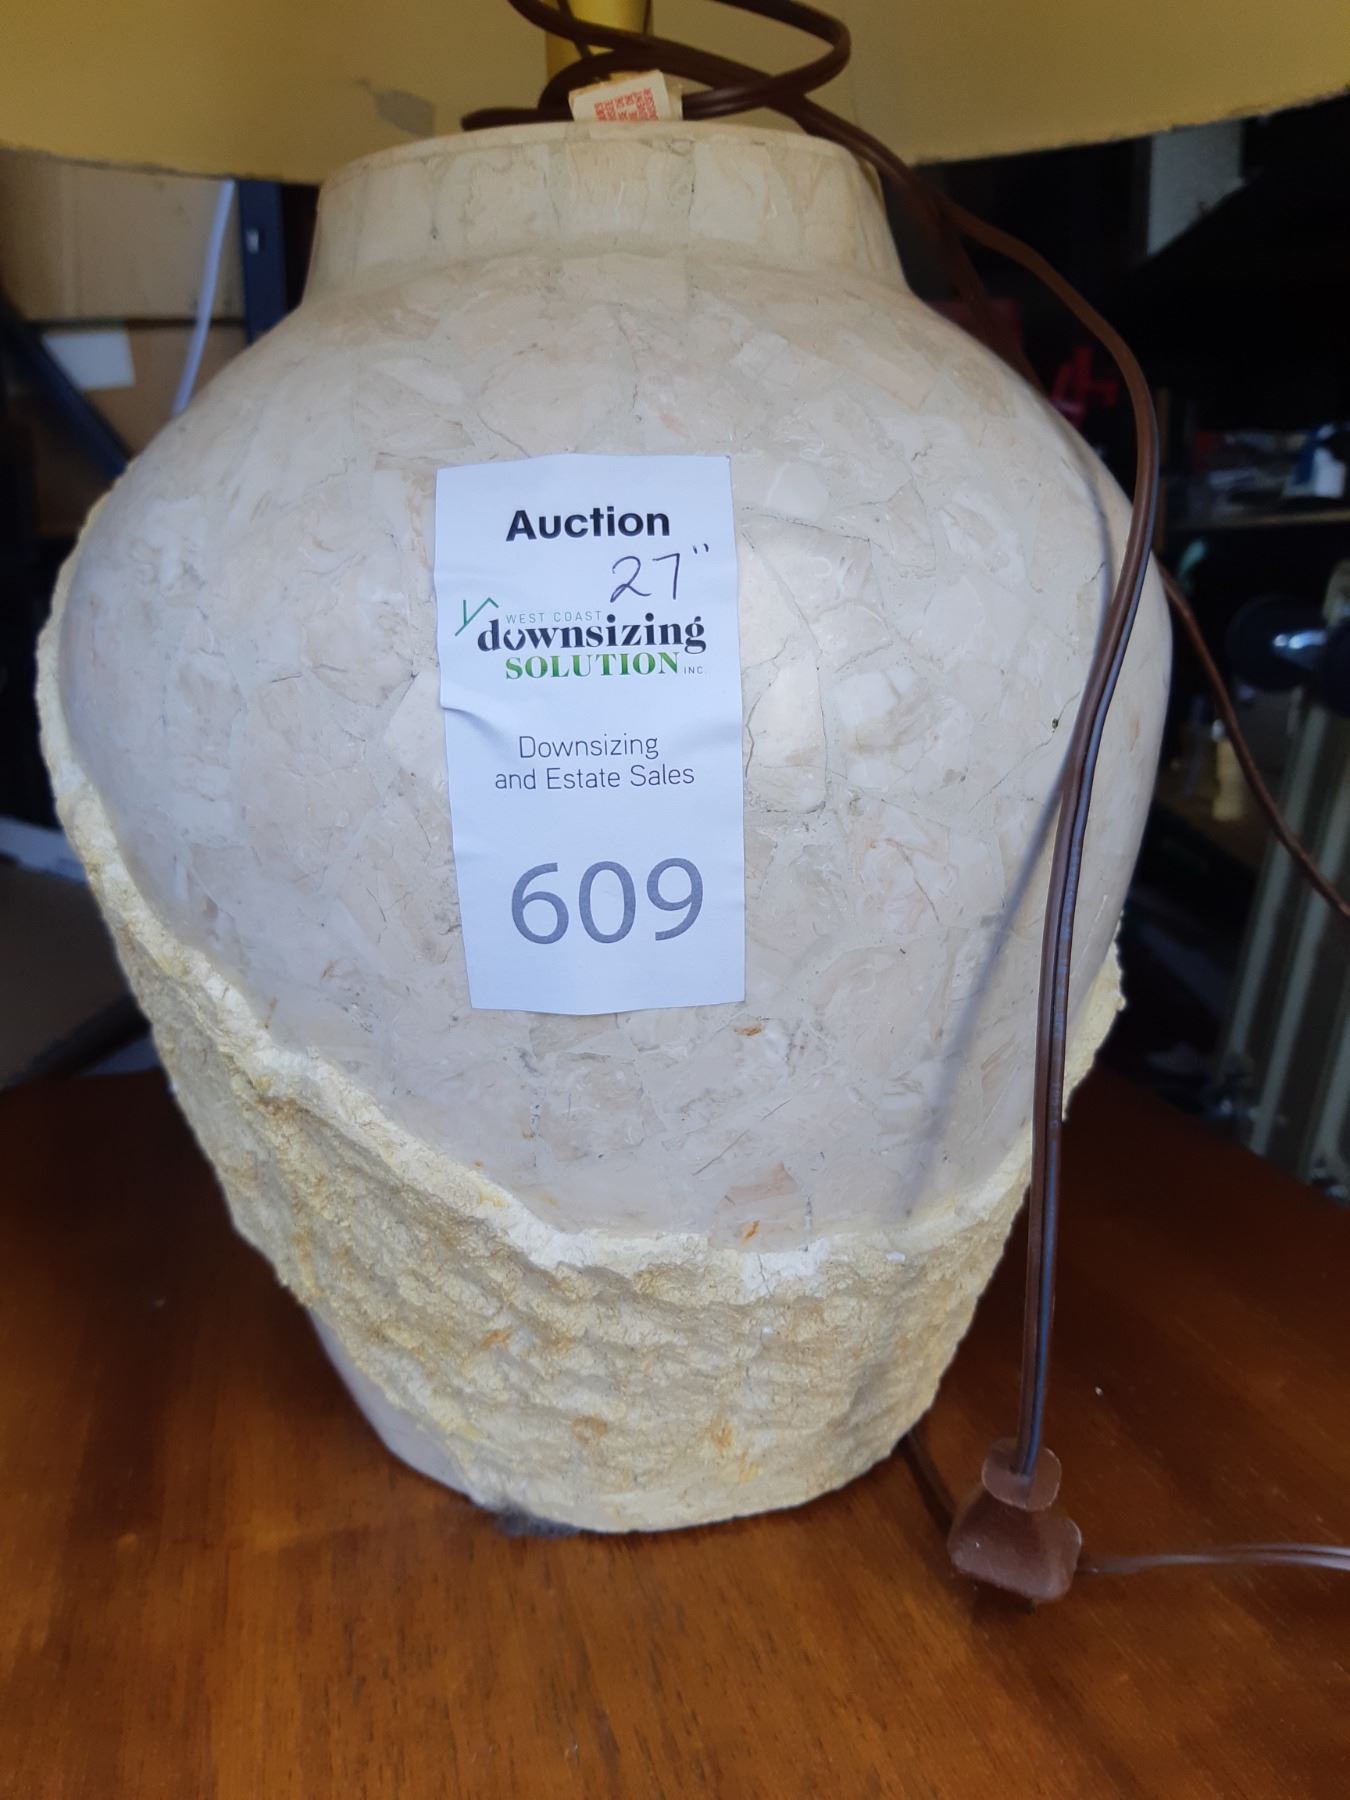 Auction
27"
WEST COAST
downsizing
SOLUTION INC.
Downsizing
and Estate Sales
609